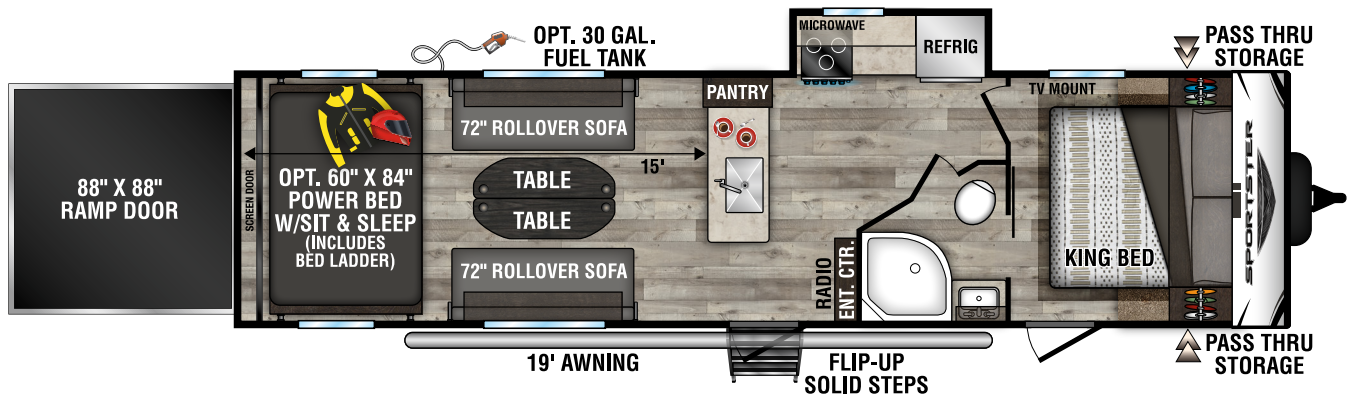 OPT. 30 GAL.
FUEL TANK
MICROWAVE
REFRIG
PASS THRU
STORAGE
PANTRY
TV MOUNT
72" ROLLOVER SOFA
15'
88" X 88"
RAMP DOOR
SCREEN DOOR
OPT. 60" X 84"
POWER BED
W/SIT & SLEEP
(INCLUDES
BED LADDER)
TABLE
TABLE
72" ROLLOVER SOFA
RADIO
ENT. CTR.
KING BED
SPORTSTER
19' AWNING
FLIP-UP
SOLID STEPS
PASS THRU
STORAGE